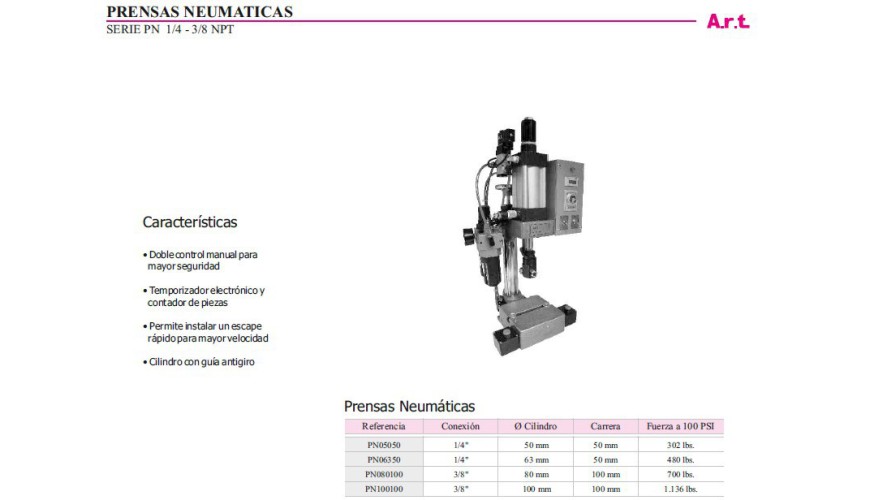 PRENSAS NEUMATICAS
SERIE PN 1/4 - 3/8 NPT
A.r.t.
Características
• Doble control manual para
mayor seguridad
• Temporizador electrónico y
contador de piezas
• Permite instalar un escape
rápido para mayor velocidad
• Cilindro con guía antigiro
Prensas Neumáticas
Referencia Conexión Ø Cilindro Carrera Fuerza a 100 PSI
PN05050 1/4" 50 mm 50 mm 302 lbs.
PN06350 1/4" 63 mm 50 mm 480 lbs.
PN080100 3/8" 80 mm 100 mm 700 lbs.
PN100100 3/8" 100 mm 100 mm 1.136 lbs.